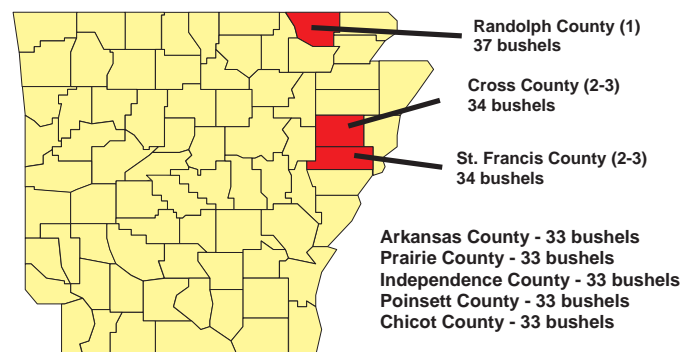 Randolph County (1)
37 bushels
Cross County (2-3)
34 bushels
St. Francis County (2-3)
34 bushels
Arkansas County - 33 bushels
Prairie County - 33 bushels
Independence County - 33 bushels
Poinsett County - 33 bushels
Chicot County - 33 bushels